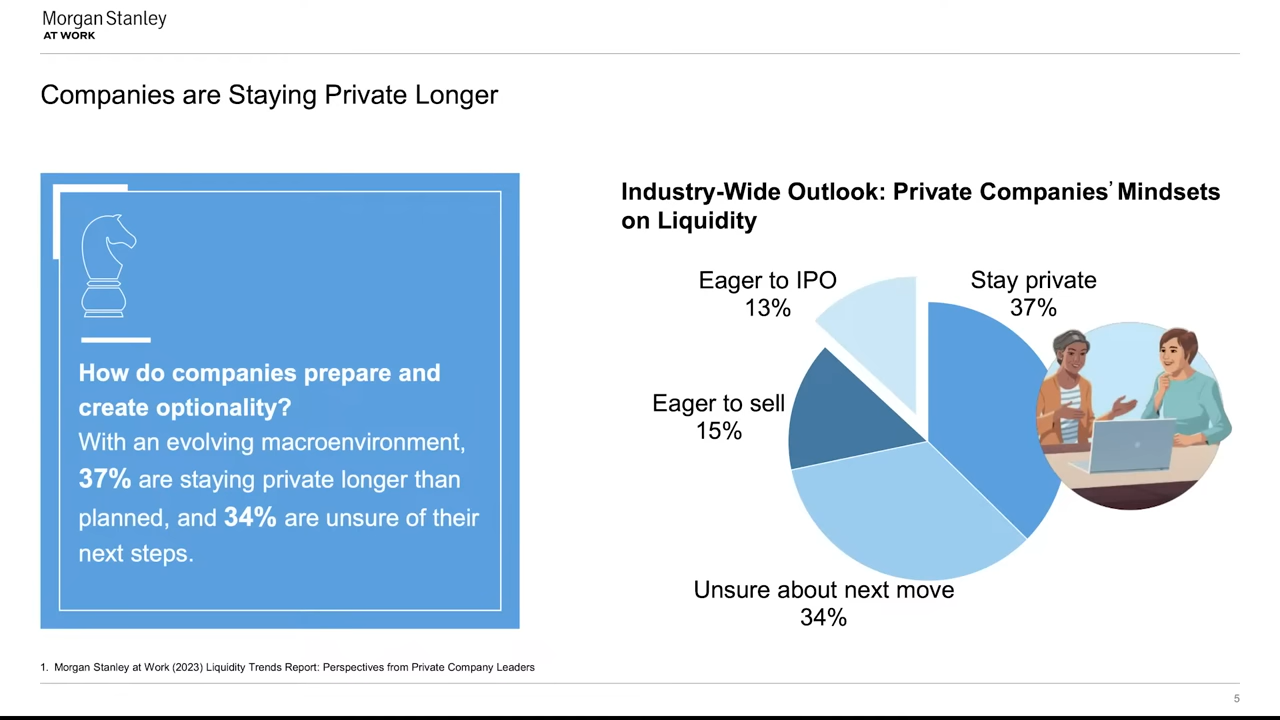 Morgan Stanley
AT WORK
Companies are Staying Private Longer
How do companies prepare and
create optionality?
With an evolving macroenvironment,
37% are staying private longer than
planned, and 34% are unsure of their
next steps.
Industry-Wide Outlook: Private Companies’ Mindsets
on Liquidity
Eager to IPO
13%
Stay private
37%
Eager to sell
15%
Unsure about next move
34%
1. Morgan Stanley at Work (2023) Liquidity Trends Report: Perspectives from Private Company Leaders
5